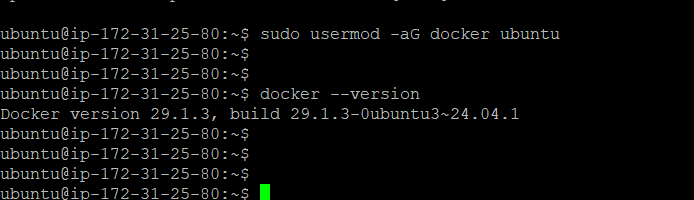 ubuntu@ip-172-31-25-80:~$ sudo usermod -aG docker ubuntu
ubuntu@ip-172-31-25-80:~$
ubuntu@ip-172-31-25-80:~$
ubuntu@ip-172-31-25-80:~$ docker --version
Docker version 29.1.3, build 29.1.3-0ubuntu3~24.04.1
ubuntu@ip-172-31-25-80:~$
ubuntu@ip-172-31-25-80:~$
ubuntu@ip-172-31-25-80:~$
ubuntu@ip-172-31-25-80:~$